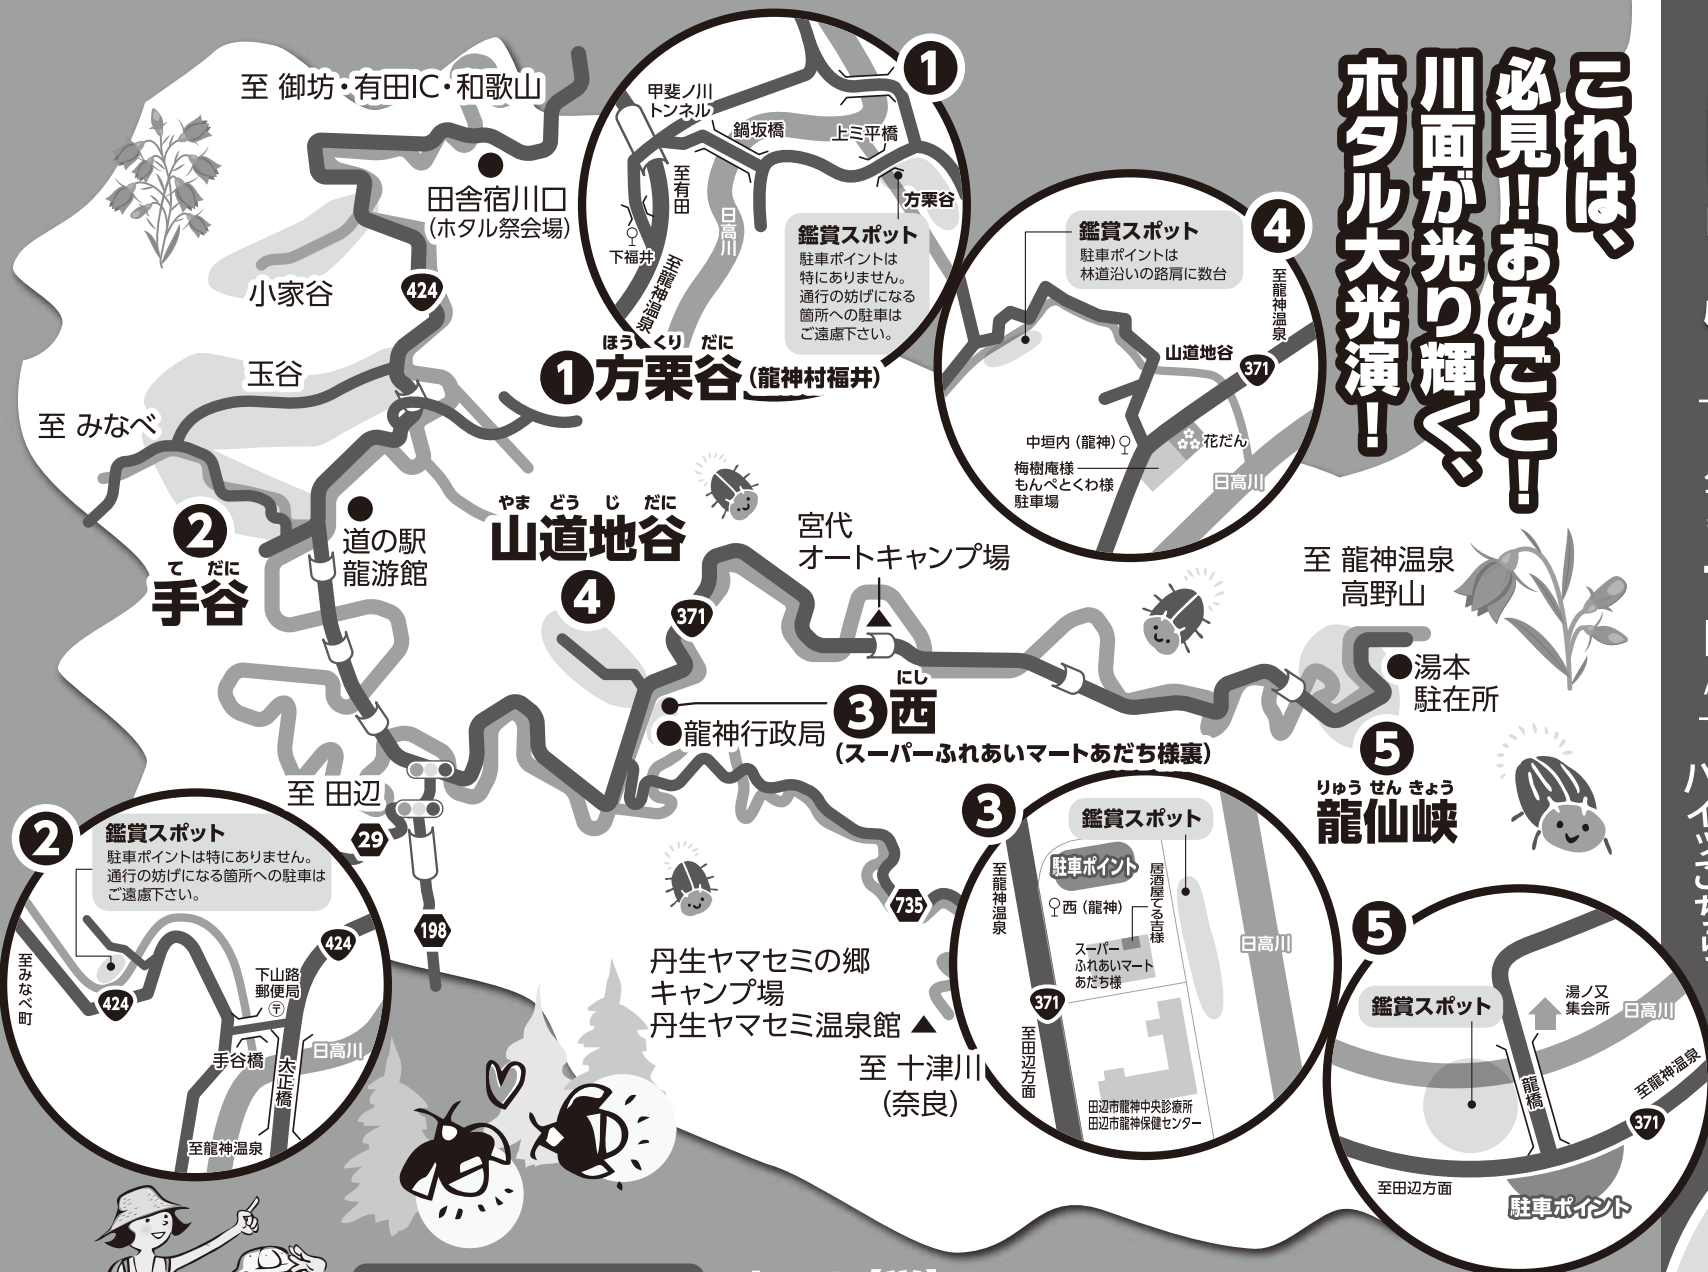 これは、
必見！おみごと！
川面が光り輝く、
ホタル大光演！
至 御坊・有田IC・和歌山
田舎宿川口
（ホタル祭会場）
小家谷
424
玉谷
至 みなべ
2
て だに
手谷
道の駅
龍游館
やま どう じ だに
山道地谷
4
371
宮代
オートキャンプ場
にし
3西
（スーパーふれあいマートあだち様裏）
龍神行政局
至 龍神温泉
高野山
湯本
駐在所
5
りゅう せん きょう
龍仙峡
至 田辺
29
198
735
丹生ヤマセミの郷
キャンプ場
丹生ヤマセミ温泉館
至 十津川
（奈良）
1
甲斐ノ川
トンネル
鍋坂橋
上ミ平橋
至有田
日高川
方栗谷
下福井
至龍神温泉
鑑賞スポット
駐車ポイントは
特にありません。
通行の妨げになる
箇所への駐車は
ご遠慮下さい。
ほう くり だに
1方栗谷（龍神村福井）
4
鑑賞スポット
駐車ポイントは
林道沿いの路肩に数台
至龍神温泉
山道地谷
371
中垣内（龍神）
花だん
梅樹庵様
もんぺとくわ様
駐車場
日高川
2
鑑賞スポット
駐車ポイントは特にありません。
通行の妨げになる箇所への駐車は
ご遠慮下さい。
至みなべ町
424
424
下山路
郵便局
〒
手谷橋
大正橋
日高川
至龍神温泉
3
鑑賞スポット
駐車ポイント
至龍神温泉
西（龍神）
居酒屋てる吉様
スーパー
ふれあいマート
あだち様
日高川
371
至田辺方面
田辺市龍神中央診療所
田辺市龍神保健センター
5
鑑賞スポット
湯ノ又
集会所
日高川
龍橋
至龍神温泉
371
至田辺方面
駐車ポイント